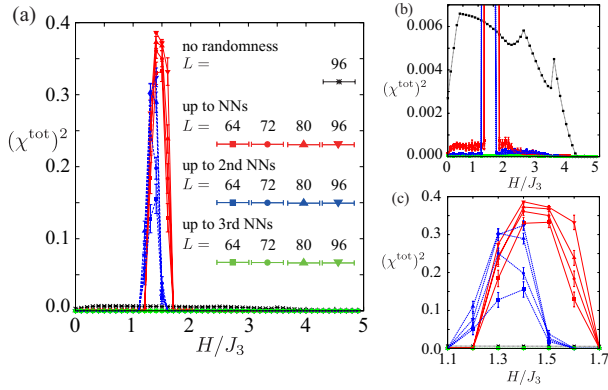 (a)
0.4
0.3
0.2
0.1
0.0
(χ^tot)^2
0 1 2 3 4 5
H/J_3
no randomness
L = 96
up to NNs
L = 64 72 80 96
up to 2nd NNs
L = 64 72 80 96
up to 3rd NNs
L = 64 72 80 96
(b)
0.006
0.004
0.002
0.000
(χ^tot)^2
0 1 2 3 4 5
H/J_3
(c)
0.4
0.3
0.2
0.1
0.0
(χ^tot)^2
1.1 1.3 1.5 1.7
H/J_3